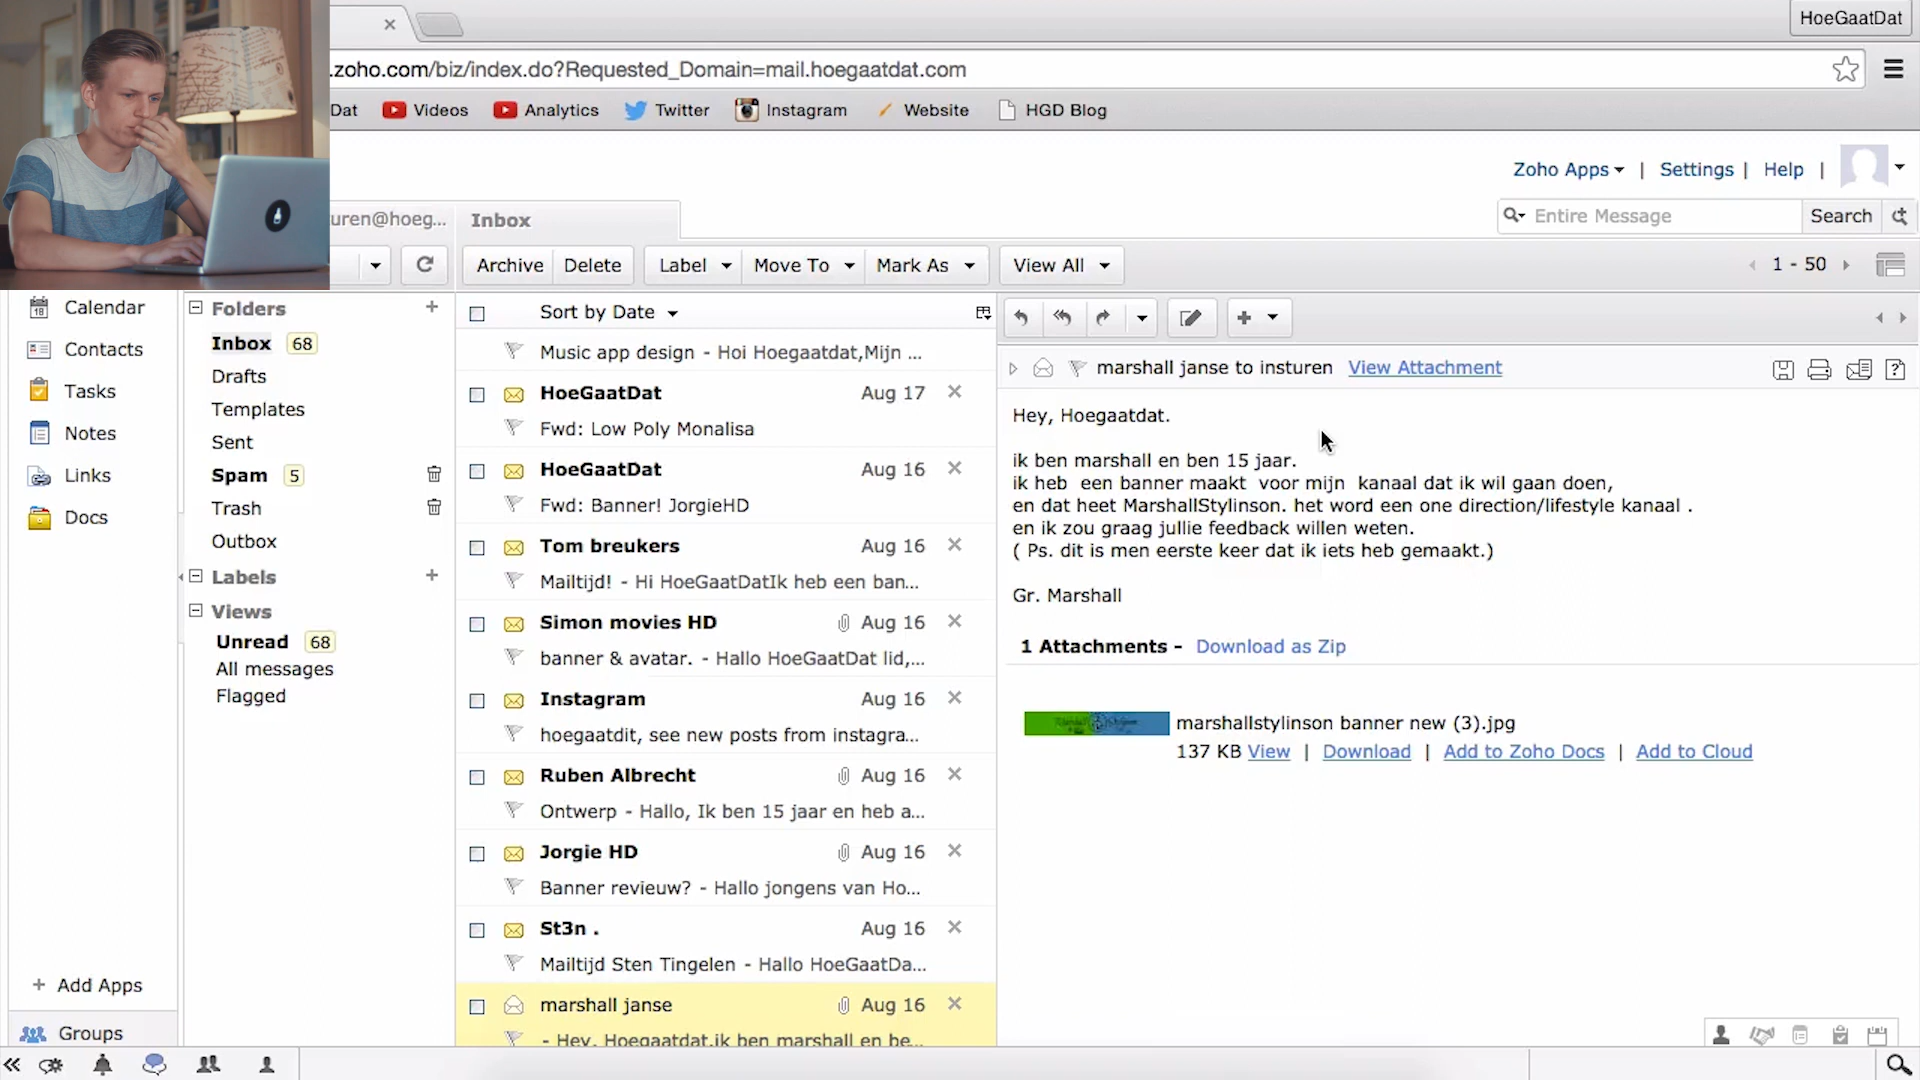 HoeGaatDat
.zoho.com/biz/index.do?Requested_Domain=mail.hoegaatdat.com
Dat Videos Analytics Twitter Instagram Website HGD Blog
Zoho Apps | Settings | Help |
uren@hoeg... Inbox
Entire Message Search
Archive Delete Label Move To Mark As View All 1 - 50
Calendar
Contacts
Tasks
Notes
Links
Docs
+ Add Apps
Groups
Folders +
Inbox 68
Drafts
Templates
Sent
Spam 5
Trash
Outbox
Labels +
Views
Unread 68
All messages
Flagged
Sort by Date
Music app design - Hoi Hoegaatdat,Mijn ...
HoeGaatDat Aug 17
Fwd: Low Poly Monalisa
HoeGaatDat Aug 16
Fwd: Banner! JorgieHD
Tom breukers Aug 16
Mailtijd! - Hi HoeGaatDatIk heb een ban...
Simon movies HD Aug 16
banner & avatar. - Hallo HoeGaatDat lid,...
Instagram Aug 16
hoegaatdit, see new posts from instagra...
Ruben Albrecht Aug 16
Ontwerp - Hallo, Ik ben 15 jaar en heb a...
Jorgie HD Aug 16
Banner revieuw? - Hallo jongens van Ho...
St3n . Aug 16
Mailtijd Sten Tingelen - Hallo HoeGaatDa...
marshall janse Aug 16
- Hey, Hoegaatdat.ik ben marshall en be...
marshall janse to insturen View Attachment
Hey, Hoegaatdat.
ik ben marshall en ben 15 jaar.
ik heb een banner maakt voor mijn kanaal dat ik wil gaan doen,
en dat heet MarshallStylinson. het word een one direction/lifestyle kanaal .
en ik zou graag jullie feedback willen weten.
( Ps. dit is men eerste keer dat ik iets heb gemaakt.)
Gr. Marshall
1 Attachments - Download as Zip
marshallstylinson banner new (3).jpg
137 KB View | Download | Add to Zoho Docs | Add to Cloud